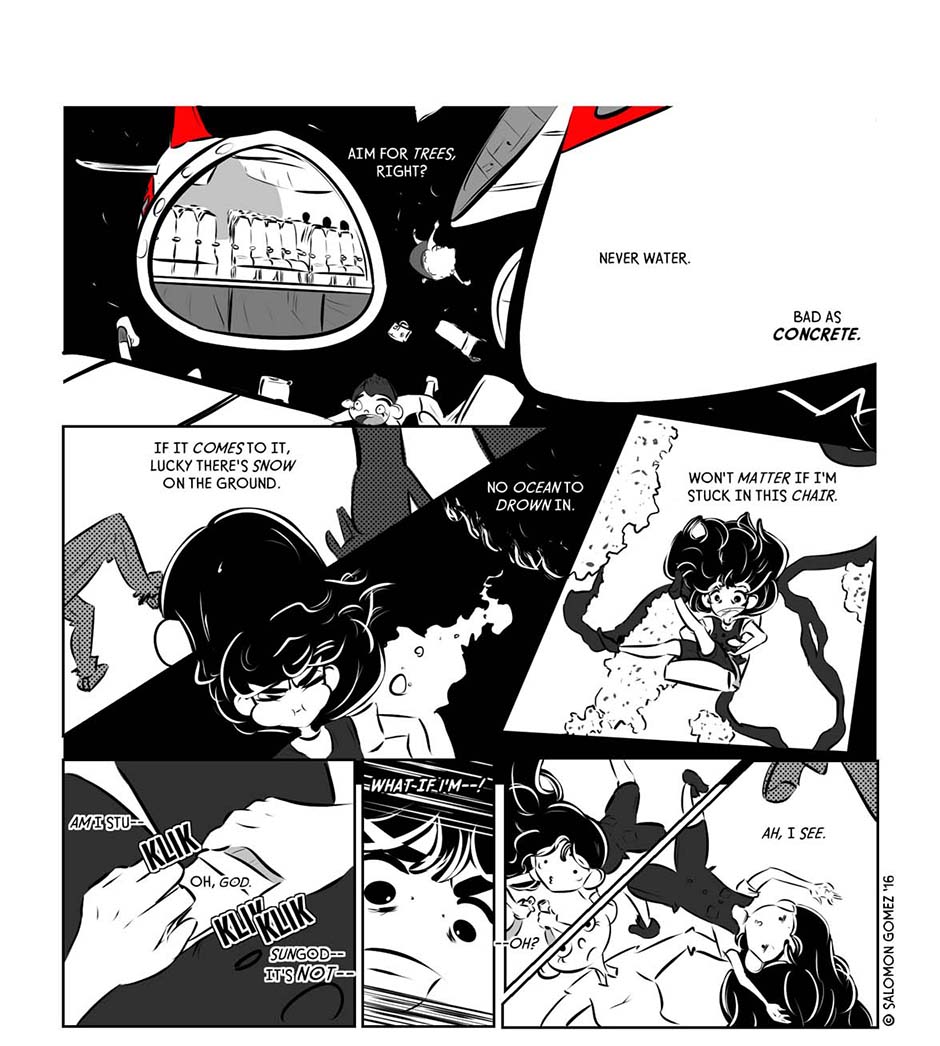 AIM FOR TREES,
RIGHT?
NEVER WATER.
BAD AS
CONCRETE.
IF IT COMES TO IT,
LUCKY THERE'S SNOW
ON THE GROUND.
NO OCEAN TO
DROWN IN.
WON'T MATTER IF I'M
STUCK IN THIS CHAIR.
AM I STU--
KLIK
OH, GOD.
KLIK
KLIK
SUNGOD--
IT'S NOT--
WHAT IF I'M--!
--OH?
AH, I SEE.
© SALOMON GOMEZ '16